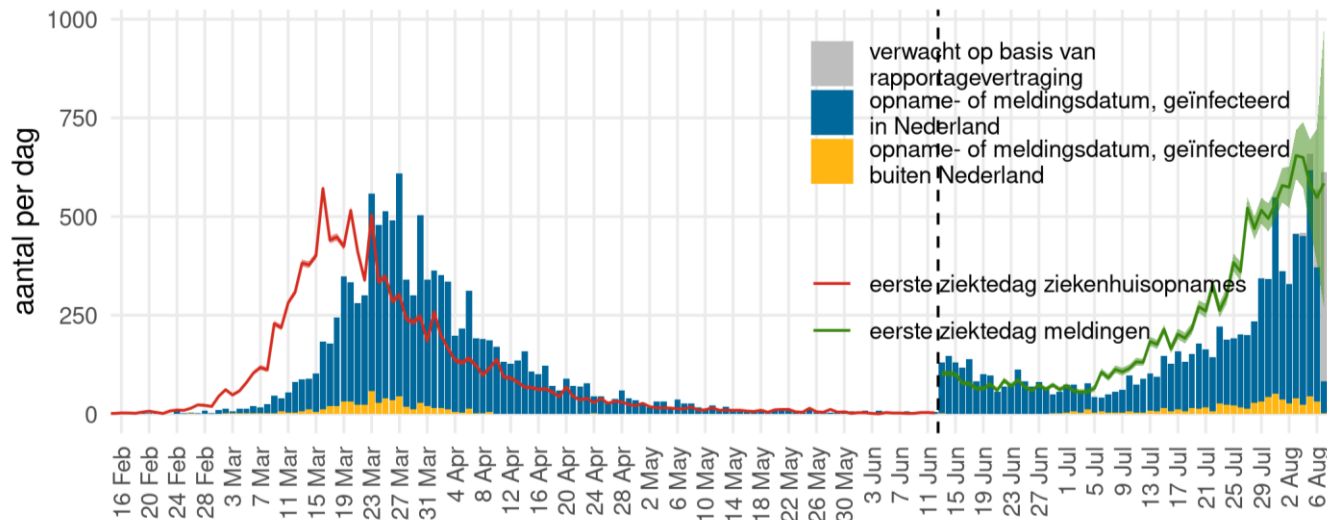 1000
750
500
250
0
aantal per dag
verwacht op basis van
rapportagevertraging
opname- of meldingsdatum, geïnfecteerd
in Nederland
opname- of meldingsdatum, geïnfecteerd
buiten Nederland
eerste ziektedag ziekenhuisopnames
eerste ziektedag meldingen
16 Feb
20 Feb
24 Feb
28 Feb
3 Mar
7 Mar
11 Mar
15 Mar
19 Mar
23 Mar
27 Mar
31 Mar
4 Apr
8 Apr
12 Apr
16 Apr
20 Apr
24 Apr
28 Apr
2 May
6 May
10 May
14 May
18 May
22 May
26 May
30 May
3 Jun
7 Jun
11 Jun
15 Jun
19 Jun
23 Jun
27 Jun
1 Jul
5 Jul
9 Jul
13 Jul
17 Jul
21 Jul
25 Jul
29 Jul
2 Aug
6 Aug